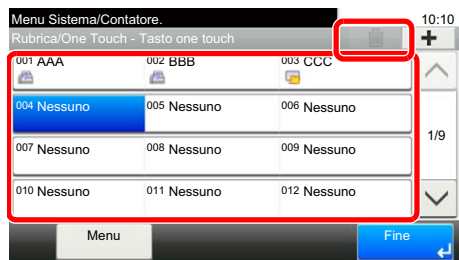 Menu Sistema/Contatore. 10:10
Rubrica/One Touch - Tasto one touch
001 AAA 002 BBB 003 CCC
004 Nessuno 005 Nessuno 006 Nessuno
1/9
007 Nessuno 008 Nessuno 009 Nessuno
010 Nessuno 011 Nessuno 012 Nessuno
Menu Fine